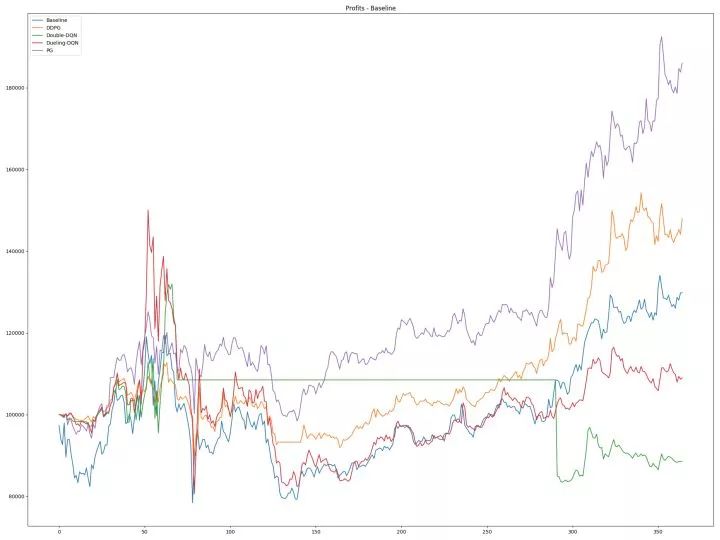 Profits - Baseline
Baseline
DDPG
Double-DQN
Dueling-DQN
PG
180000
160000
140000
120000
100000
80000
0 50 100 150 200 250 300 350